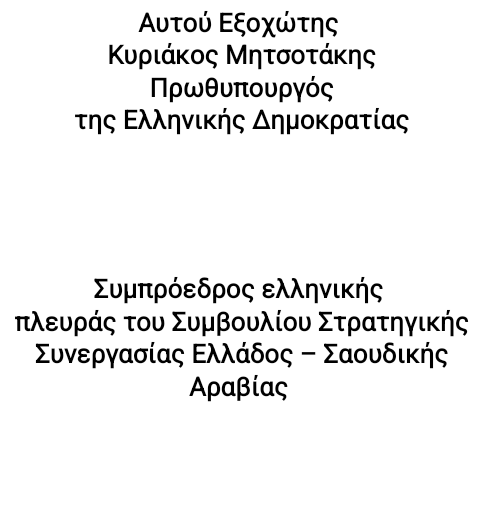 Αυτού Εξοχώτης
Κυριάκος Μητσοτάκης
Πρωθυπουργός
της Ελληνικής Δημοκρατίας
Συμπρόεδρος ελληνικής
πλευράς του Συμβουλίου Στρατηγικής
Συνεργασίας Ελλάδος – Σαουδικής
Αραβίας